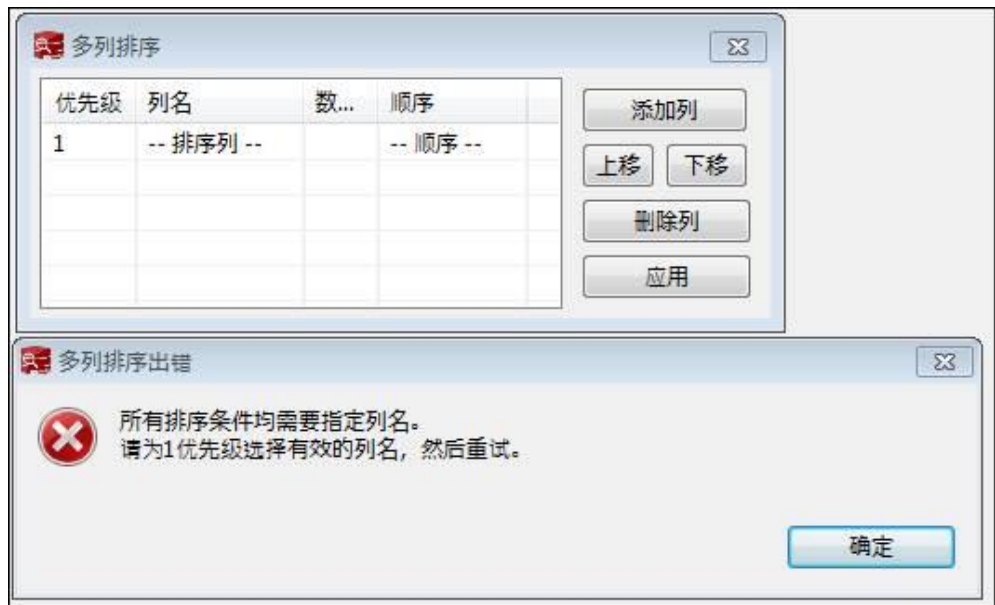 多列排序
优先级 列名 数... 顺序
1 -- 排序列 -- -- 顺序 --
添加列
上移 下移
删除列
应用
多列排序出错
所有排序条件均需要指定列名。
请为1优先级选择有效的列名，然后重试。
确定